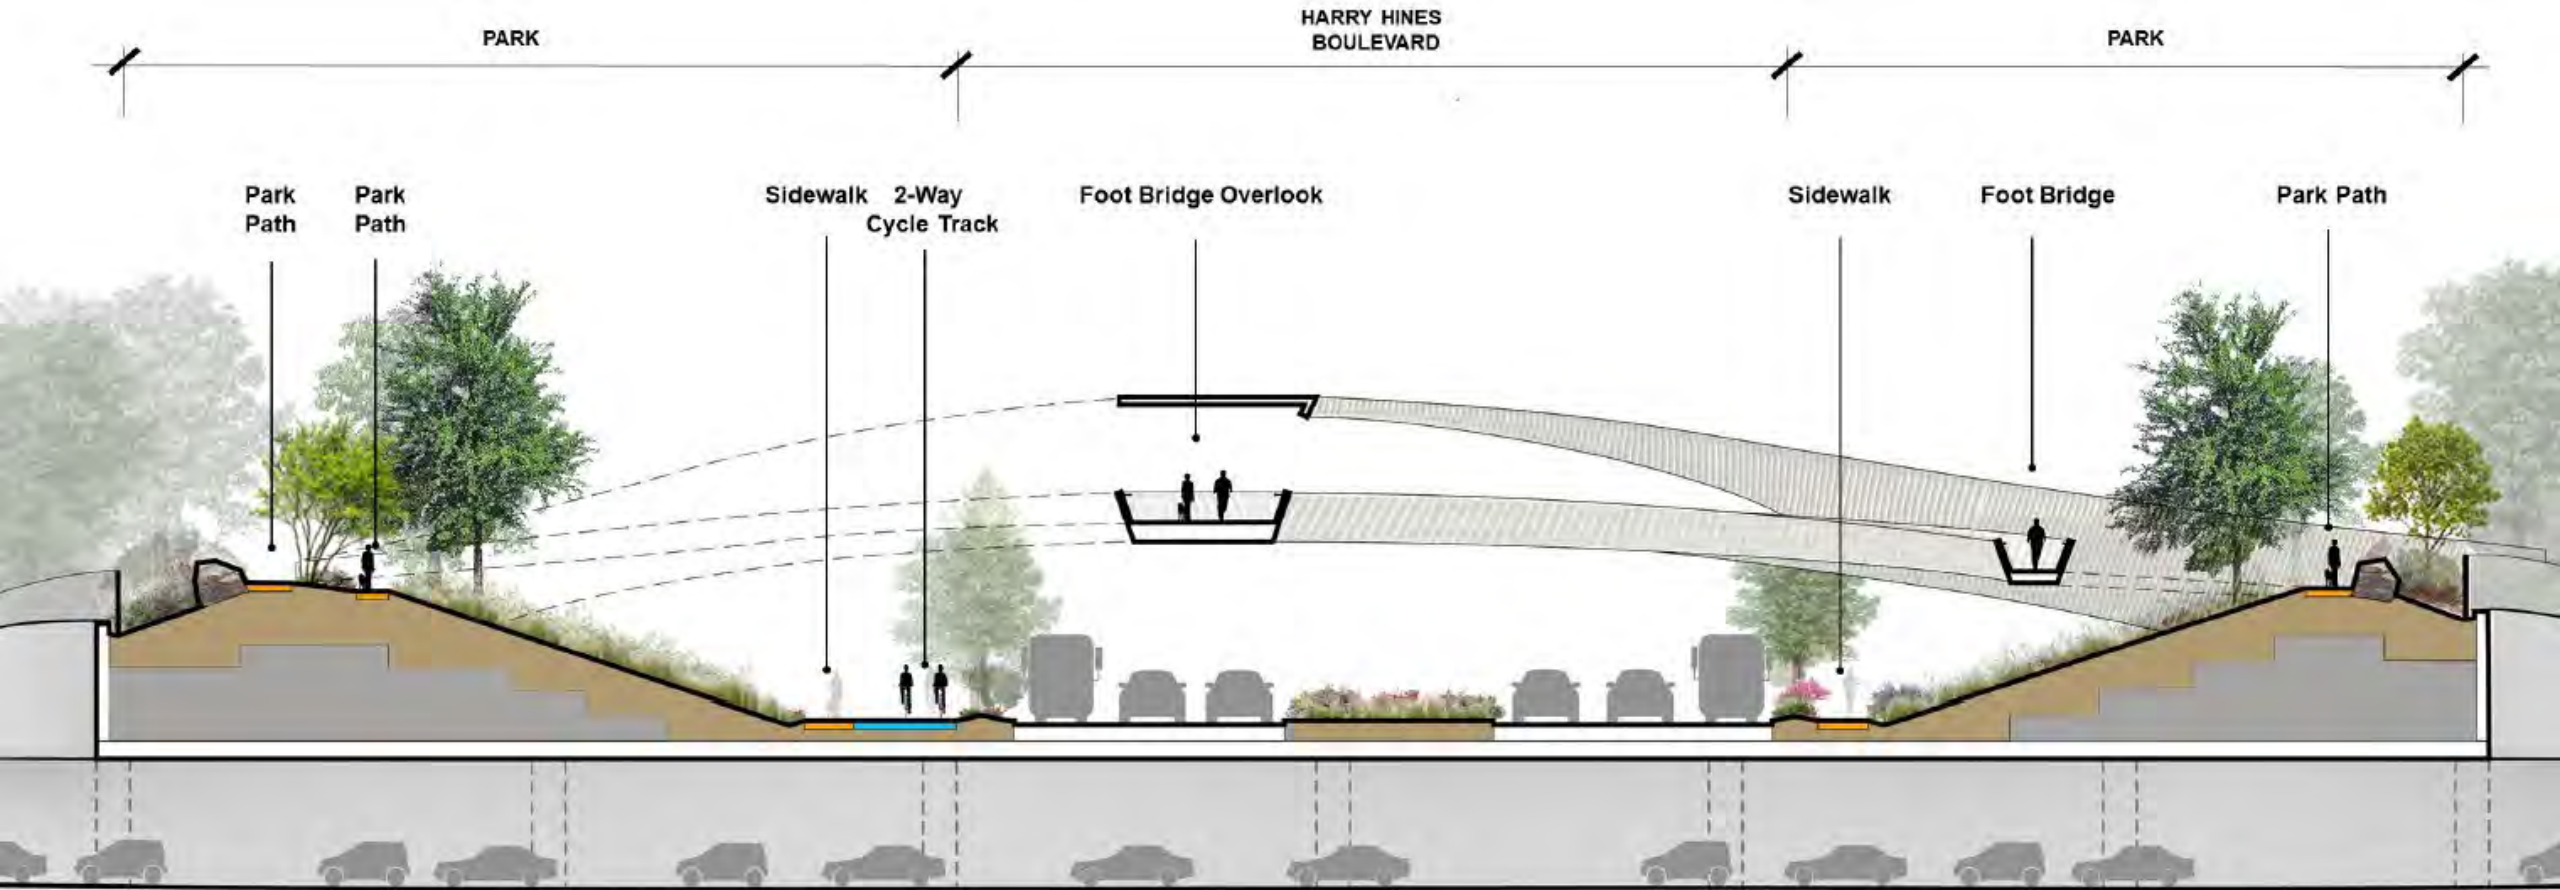 PARK
HARRY HINES
BOULEVARD
PARK
Park
Path
Park
Path
Sidewalk
2-Way
Cycle Track
Foot Bridge Overlook
Sidewalk
Foot Bridge
Park Path